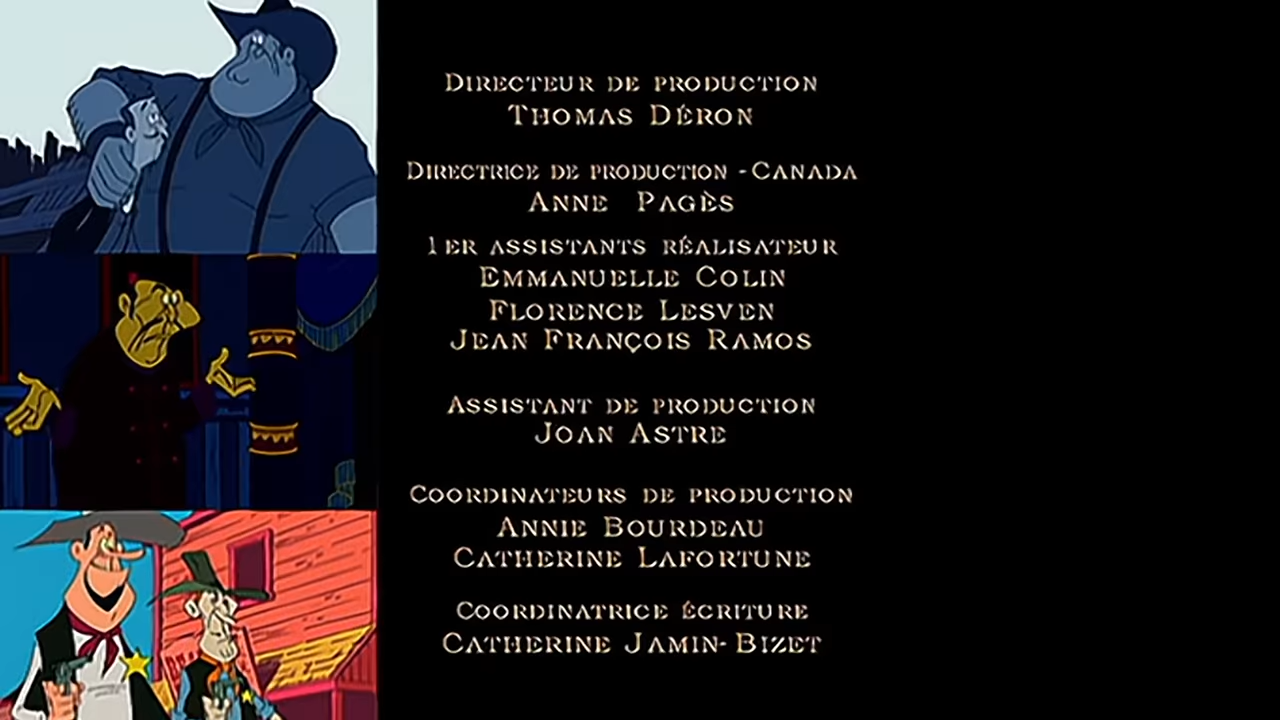 Directeur de production
Thomas Déron
Directrice de production - Canada
Anne Pagès
1er assistants réalisateur
Emmanuelle Colin
Florence Lesven
Jean François Ramos
Assistant de production
Joan Astre
Coordinateurs de production
Annie Bourdeau
Catherine Lafortune
Coordinatrice écriture
Catherine Jamin-Bizet